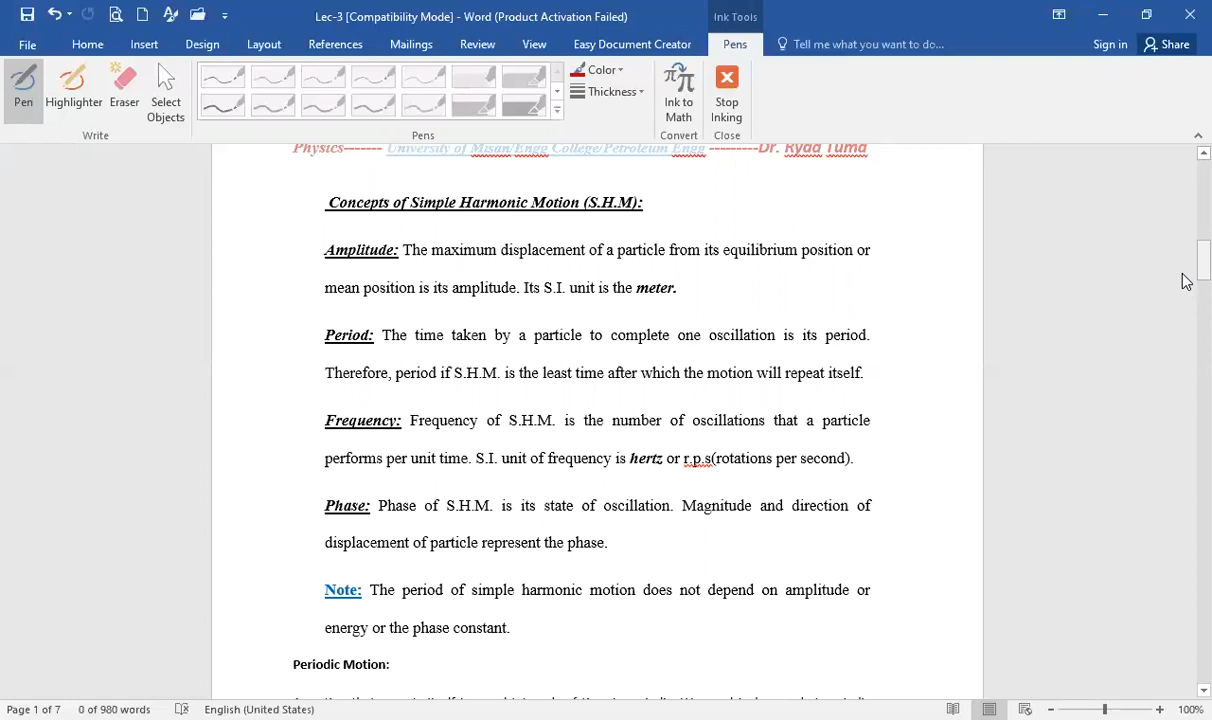 Lec-3 [Compatibility Mode] - Word (Product Activation Failed)
Ink Tools
File Home Insert Design Layout References Mailings Review View Easy Document Creator Pens Tell me what you want to do... Sign in Share
Pen Highlighter Eraser Select Objects
Color
Thickness
Ink to Math
Stop Inking
Write Pens Convert Close
Physics------- University of Misan/Engg College/Petroleum Engg ---------Dr. Ryad Tuma
Concepts of Simple Harmonic Motion (S.H.M):
Amplitude: The maximum displacement of a particle from its equilibrium position or
mean position is its amplitude. Its S.I. unit is the meter.
Period: The time taken by a particle to complete one oscillation is its period.
Therefore, period if S.H.M. is the least time after which the motion will repeat itself.
Frequency: Frequency of S.H.M. is the number of oscillations that a particle
performs per unit time. S.I. unit of frequency is hertz or r.p.s(rotations per second).
Phase: Phase of S.H.M. is its state of oscillation. Magnitude and direction of
displacement of particle represent the phase.
Note: The period of simple harmonic motion does not depend on amplitude or
energy or the phase constant.
Periodic Motion:
Page 1 of 7 0 of 980 words English (United States) 100%